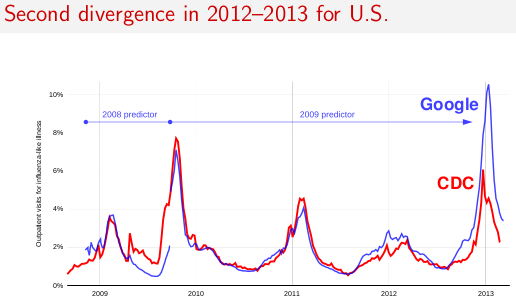 Second divergence in 2012–2013 for U.S.
Outpatient visits for influenza-like illness
10%
8%
6%
4%
2%
0%
2008 predictor
2009 predictor
Google
CDC
2009
2010
2011
2012
2013